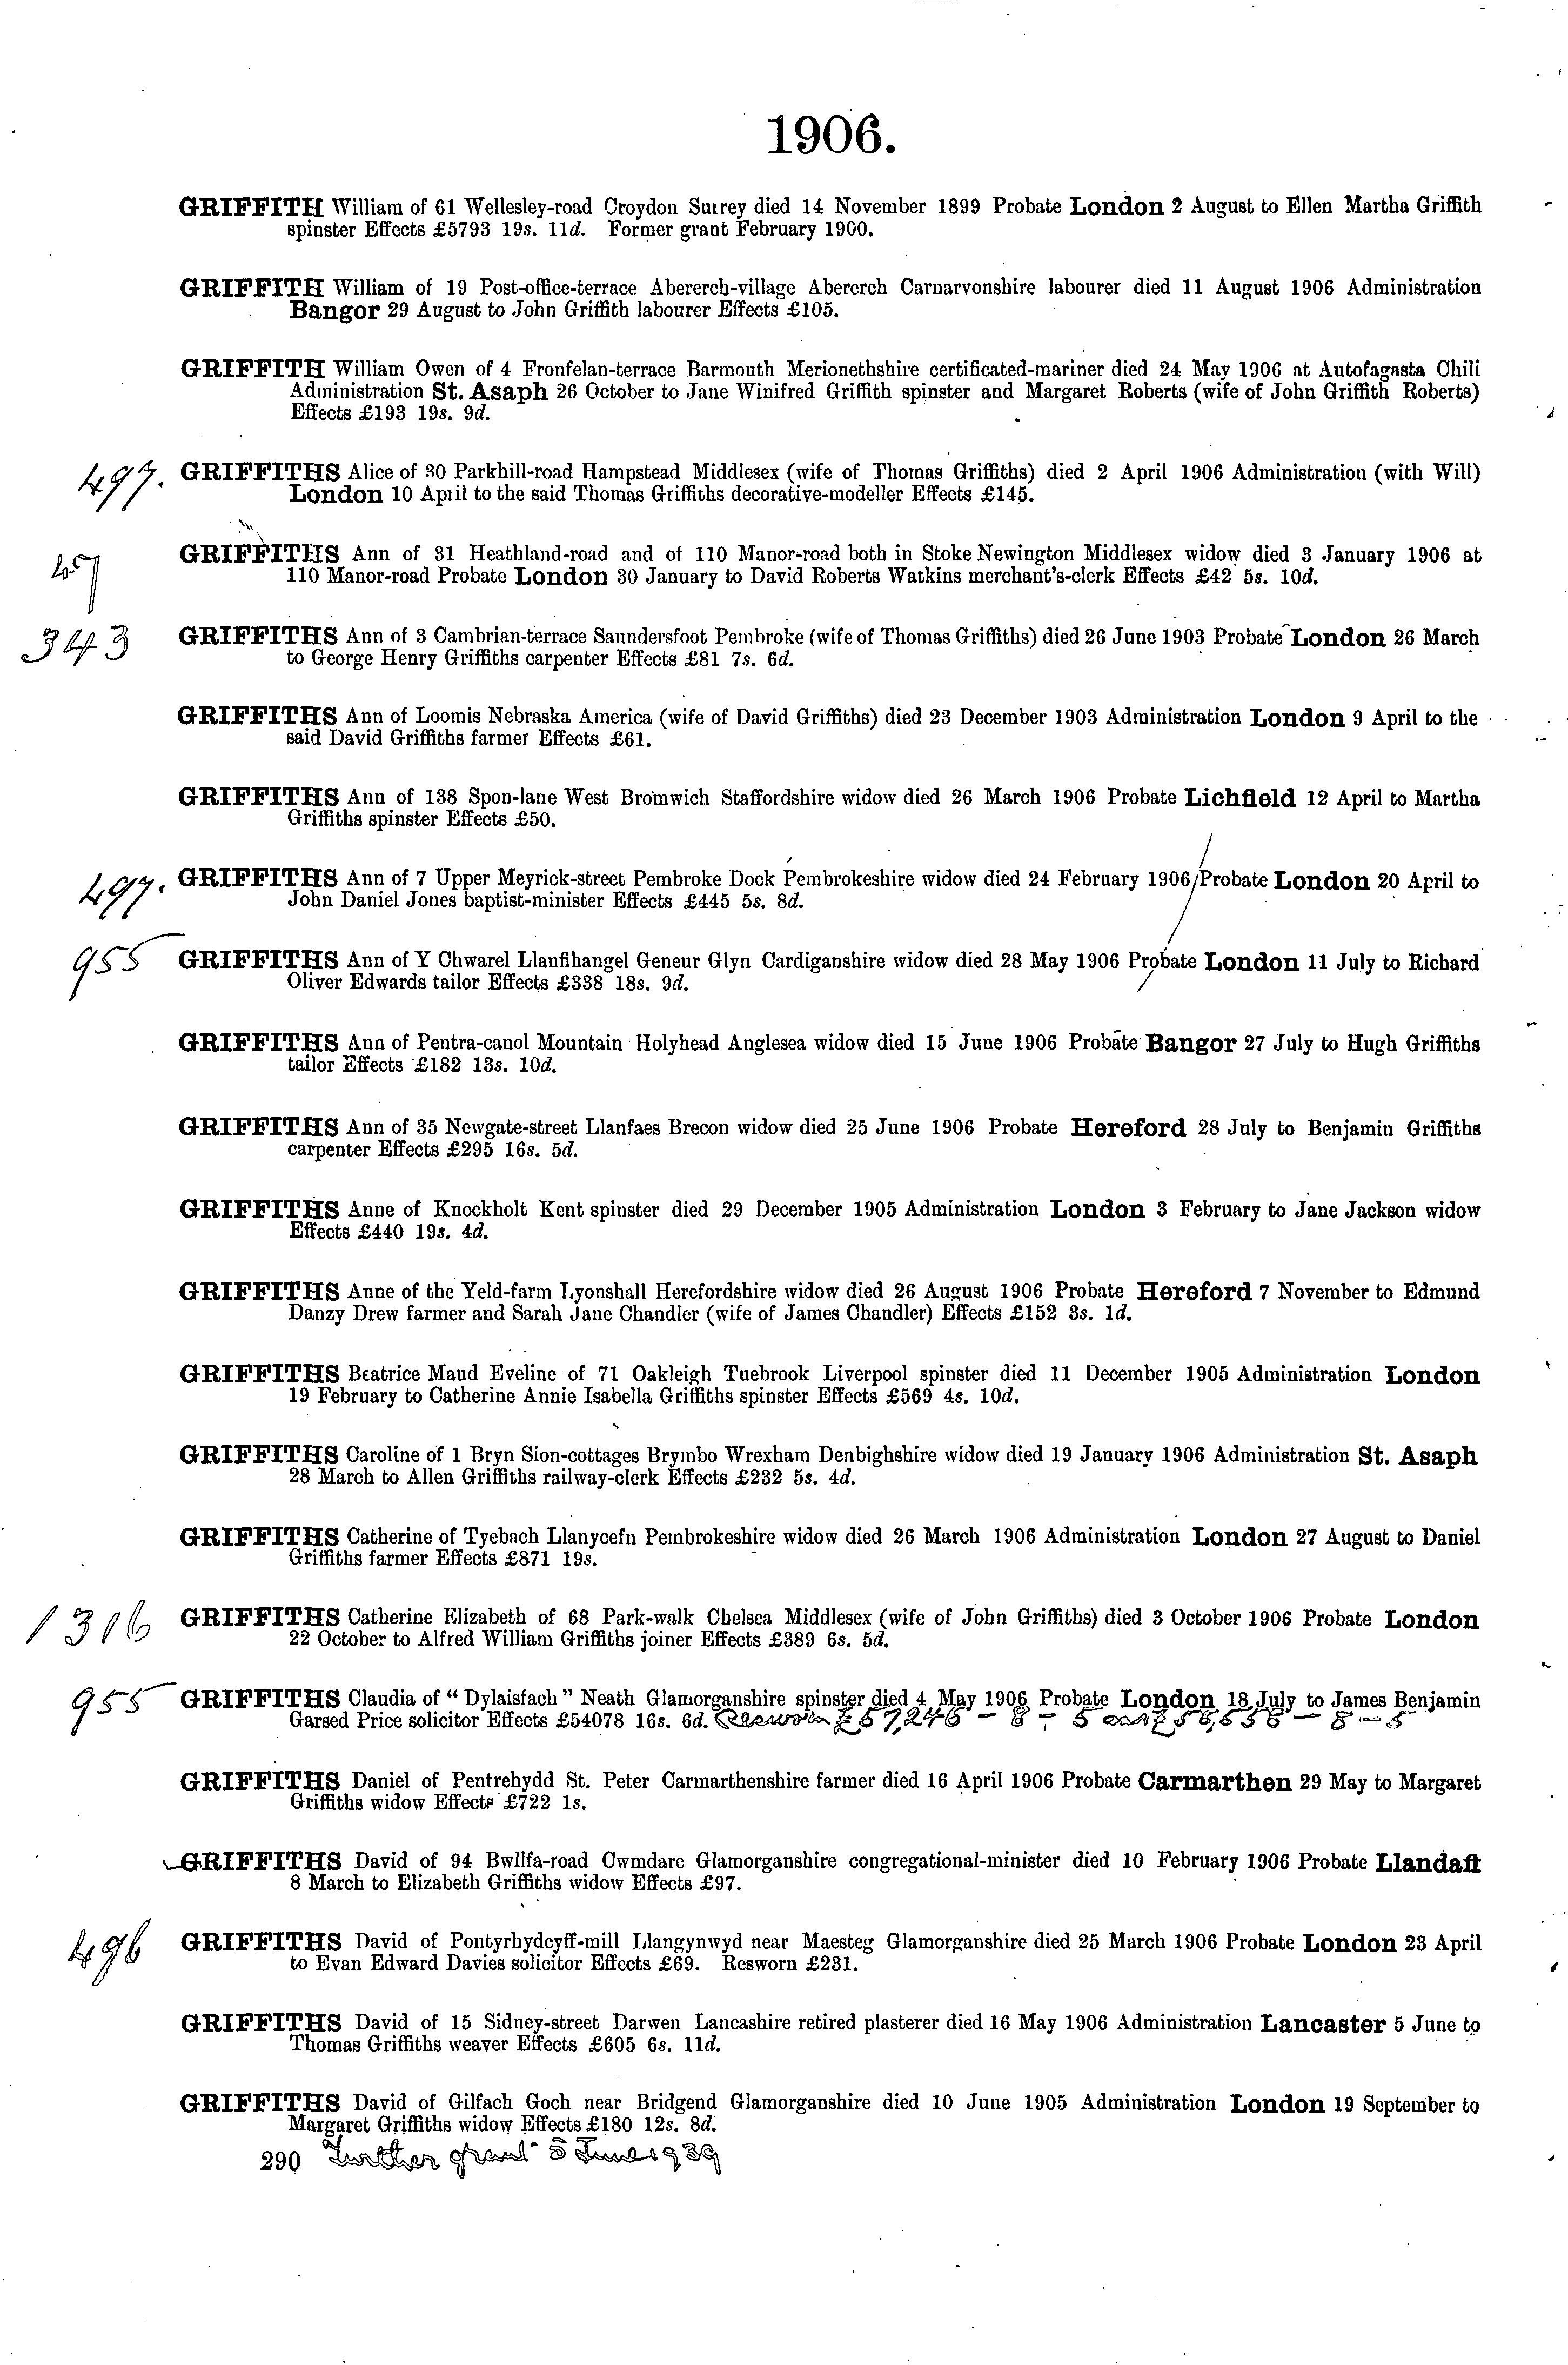 1906.
GRIFFITH William of 61 Wellesley-road Croydon Surrey died 14 November 1899 Probate London 2 August to Ellen Martha Griffith
spinster Effects £5793 19s. 11d. Former grant February 1900.
GRIFFITH William of 19 Post-office-terrace Abererch-village Abererch Carnarvonshire labourer died 11 August 1906 Administration
Bangor 29 August to John Griffith labourer Effects £105.
GRIFFITH William Owen of 4 Fronfelan-terrace Barmouth Merionethshire certificated-mariner died 24 May 1906 at Autofagasta Chili
Administration St. Asaph 26 October to Jane Winifred Griffith spinster and Margaret Roberts (wife of John Griffith Roberts)
Effects £193 19s. 9d.
497. GRIFFITHS Alice of 30 Parkhill-road Hampstead Middlesex (wife of Thomas Griffiths) died 2 April 1906 Administration (with Will)
London 10 April to the said Thomas Griffiths decorative-modeller Effects £145.
GRIFFITHS Ann of 31 Heathland-road and of 110 Manor-road both in Stoke Newington Middlesex widow died 3 January 1906 at
110 Manor-road Probate London 30 January to David Roberts Watkins merchant's-clerk Effects £42 5s. 10d.
343 GRIFFITHS Ann of 3 Cambrian-terrace Saundersfoot Pembroke (wife of Thomas Griffiths) died 26 June 1903 Probate London 26 March
to George Henry Griffiths carpenter Effects £81 7s. 6d.
GRIFFITHS Ann of Loomis Nebraska America (wife of David Griffiths) died 23 December 1903 Administration London 9 April to the
said David Griffiths farmer Effects £61.
GRIFFITHS Ann of 138 Spon-lane West Bromwich Staffordshire widow died 26 March 1906 Probate Lichfield 12 April to Martha
Griffiths spinster Effects £50.
497. GRIFFITHS Ann of 7 Upper Meyrick-street Pembroke Dock Pembrokeshire widow died 24 February 1906 Probate London 20 April to
John Daniel Jones baptist-minister Effects £445 5s. 8d.
955 GRIFFITHS Ann of Y Chwarel Llanfihangel Geneur Glyn Cardiganshire widow died 28 May 1906 Probate London 11 July to Richard
Oliver Edwards tailor Effects £338 18s. 9d.
GRIFFITHS Ann of Pentra-canol Mountain Holyhead Anglesea widow died 15 June 1906 Probate Bangor 27 July to Hugh Griffiths
tailor Effects £182 13s. 10d.
GRIFFITHS Ann of 35 Newgate-street Llanfaes Brecon widow died 25 June 1906 Probate Hereford 28 July to Benjamin Griffiths
carpenter Effects £295 16s. 5d.
GRIFFITHS Anne of Knockholt Kent spinster died 29 December 1905 Administration London 3 February to Jane Jackson widow
Effects £440 19s. 4d.
GRIFFITHS Anne of the Yeld-farm Lyonshall Herefordshire widow died 26 August 1906 Probate Hereford 7 November to Edmund
Danzy Drew farmer and Sarah Jane Chandler (wife of James Chandler) Effects £152 3s. 1d.
GRIFFITHS Beatrice Maud Eveline of 71 Oakleigh Tuebrook Liverpool spinster died 11 December 1905 Administration London
19 February to Catherine Annie Isabella Griffiths spinster Effects £569 4s. 10d.
GRIFFITHS Caroline of 1 Bryn Sion-cottages Brymbo Wrexham Denbighshire widow died 19 January 1906 Administration St. Asaph
28 March to Allen Griffiths railway-clerk Effects £232 5s. 4d.
GRIFFITHS Catherine of Tyebach Llanycefn Pembrokeshire widow died 26 March 1906 Administration London 27 August to Daniel
Griffiths farmer Effects £871 19s.
1316 GRIFFITHS Catherine Elizabeth of 68 Park-walk Chelsea Middlesex (wife of John Griffiths) died 3 October 1906 Probate London
22 October to Alfred William Griffiths joiner Effects £389 6s. 5d.
955 GRIFFITHS Claudia of "Dylaisfach" Neath Glamorganshire spinster died 4 May 1906 Probate London 18 July to James Benjamin
Garsed Price solicitor Effects £54078 16s. 6d. Resworn £57,246 - 8 - 5 and
GRIFFITHS Daniel of Pentrehydd St. Peter Carmarthenshire farmer died 16 April 1906 Probate Carmarthen 29 May to Margaret
Griffiths widow Effects £722 1s.
GRIFFITHS David of 94 Bwllfa-road Cwmdare Glamorganshire congregational-minister died 10 February 1906 Probate Llandaff
8 March to Elizabeth Griffiths widow Effects £97.
496 GRIFFITHS David of Pontyrhydcyff-mill Llangynwyd near Maesteg Glamorganshire died 25 March 1906 Probate London 23 April
to Evan Edward Davies solicitor Effects £69. Resworn £231.
GRIFFITHS David of 15 Sidney-street Darwen Lancashire retired plasterer died 16 May 1906 Administration Lancaster 5 June to
Thomas Griffiths weaver Effects £605 6s. 11d.
GRIFFITHS David of Gilfach Goch near Bridgend Glamorganshire died 10 June 1905 Administration London 19 September to
Margaret Griffiths widow Effects £180 12s. 8d.
290 Further grant 5 June 1939